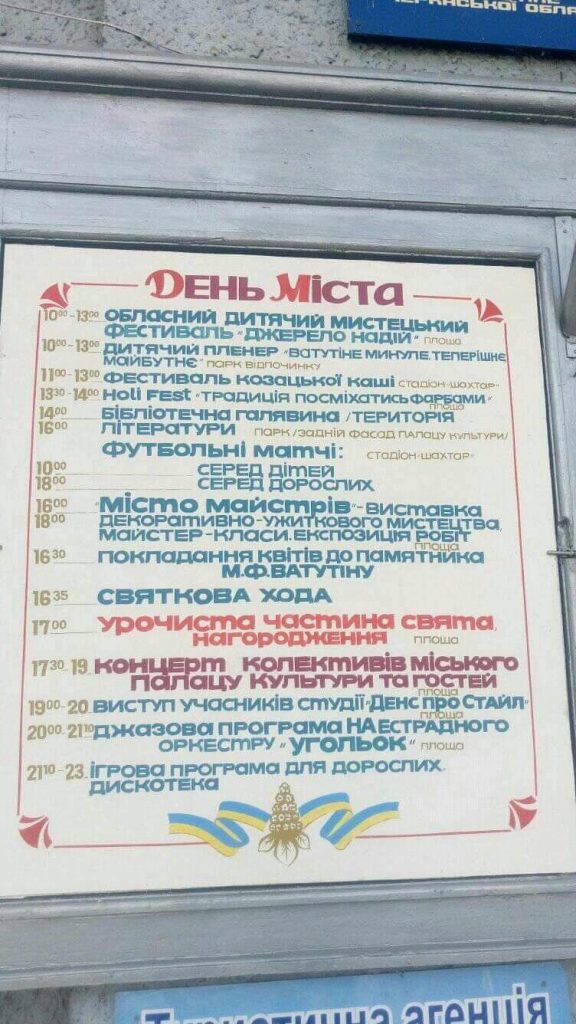 ЧЕРКАСЬКОЇ ОБЛА
День Міста
10⁰⁰-13⁰⁰ ОБЛАСНИЙ ДИТЯЧИЙ МИСТЕЦЬКИЙ
ФЕСТИВАЛЬ "ДЖЕРЕЛО НАДІЙ" площа
10⁰⁰-13⁰⁰ ДИТЯЧИЙ ПЛЕНЕР "ВАТУТІНЕ МИНУЛЕ, ТЕПЕРІШНЄ
МАЙБУТНЄ" ПАРК ВІДПОЧИНКУ
11⁰⁰-13⁰⁰ ФЕСТИВАЛЬ КОЗАЦЬКОЇ КАШІ СТАДІОН "ШАХТАР"
13³⁰-14⁰⁰ Holi Fest "ТРАДИЦІЯ ПОСМІХАТИСЬ ФАРБАМИ"
площа
14⁰⁰ БІБЛІОТЕЧНА ГАЛЯВИНА /ТЕРИТОРІЯ
16⁰⁰ ЛІТЕРАТУРИ ПАРК /ЗАДНІЙ ФАСАД ПАЛАЦУ КУЛЬТУРИ/
ФУТБОЛЬНІ МАТЧІ: СТАДІОН "ШАХТАР"
10⁰⁰ СЕРЕД ДІТЕЙ
18⁰⁰ СЕРЕД ДОРОСЛИХ
16⁰⁰ "МІСТО МАЙСТРІВ" - ВИСТАВКА
18⁰⁰ ДЕКОРАТИВНО-УЖИТКОВОГО МИСТЕЦТВА,
МАЙСТЕР-КЛАСИ. ЕКСПОЗИЦІЯ РОБІТ
площа
16³⁰ ПОКЛАДАННЯ КВІТІВ ДО ПАМЯТНИКА
М.Ф.ВАТУТІНУ
16³⁵ СВЯТКОВА ХОДА
17⁰⁰ УРОЧИСТА ЧАСТИНА СВЯТА,
НАГОРОДЖЕННЯ площа
17³⁰-19 КОНЦЕРТ КОЛЕКТИВІВ МІСЬКОГО
ПАЛАЦУ КУЛЬТУРИ ТА ГОСТЕЙ
площа
19⁰⁰-20 ВИСТУП УЧАСНИКІВ СТУДІЇ "Денс про Стайл"
площа
20⁰⁰-21¹⁰ ДЖАЗОВА ПРОГРАМА НА ЕСТРАДНОГО
ОРКЕСТРУ "УГОЛЬОК" площа
21¹⁰-23 ІГРОВА ПРОГРАМА ДЛЯ ДОРОСЛИХ.
ДИСКОТЕКА
Туристична агенція